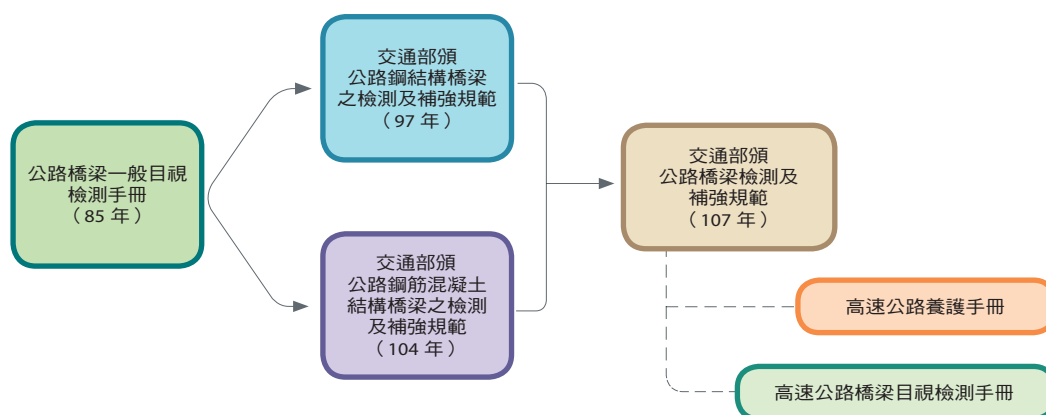 公路橋梁一般目視
檢測手冊
（85 年）
交通部頒
公路鋼結構橋梁
之檢測及補強規範
（97 年）
交通部頒
公路鋼筋混凝土
結構橋梁之檢測
及補強規範
（104 年）
交通部頒
公路橋梁檢測及
補強規範
（107 年）
高速公路養護手冊
高速公路橋梁目視檢測手冊